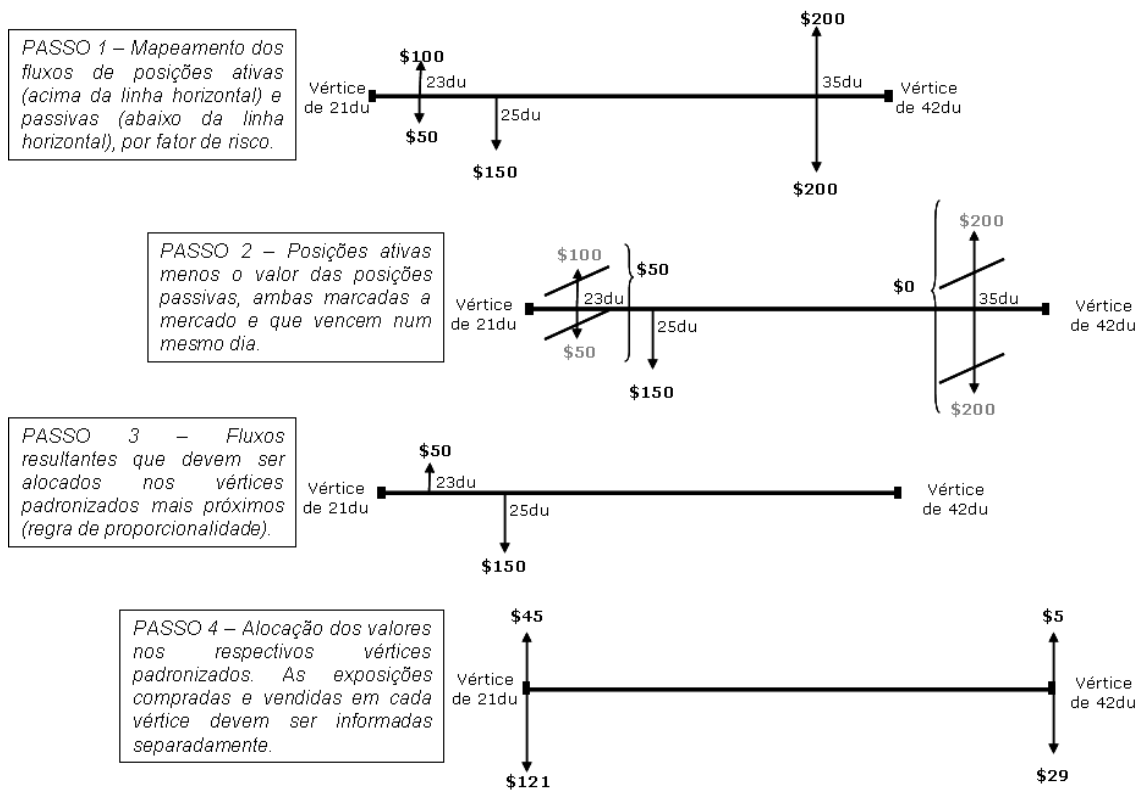 PASSO 1 – Mapeamento dos
fluxos de posições ativas
(acima da linha horizontal) e
passivas (abaixo da linha
horizontal), por fator de risco.
Vértice
de 21du
$100
23du
$50
25du
$150
$200
35du
$200
Vértice
de 42du
PASSO 2 – Posições ativas
menos o valor das posições
passivas, ambas marcadas a
mercado e que vencem num
mesmo dia.
Vértice
de 21du
$100
23du
$50
$50
25du
$150
$0
$200
35du
$200
Vértice
de 42du
PASSO 3 – Fluxos
resultantes que devem ser
alocados nos vértices
padronizados mais próximos
(regra de proporcionalidade).
Vértice
de 21du
$50
23du
25du
$150
Vértice
de 42du
PASSO 4 – Alocação dos valores
nos respectivos vértices
padronizados. As exposições
compradas e vendidas em cada
vértice devem ser informadas
separadamente.
$45
Vértice
de 21du
$121
$5
Vértice
de 42du
$29